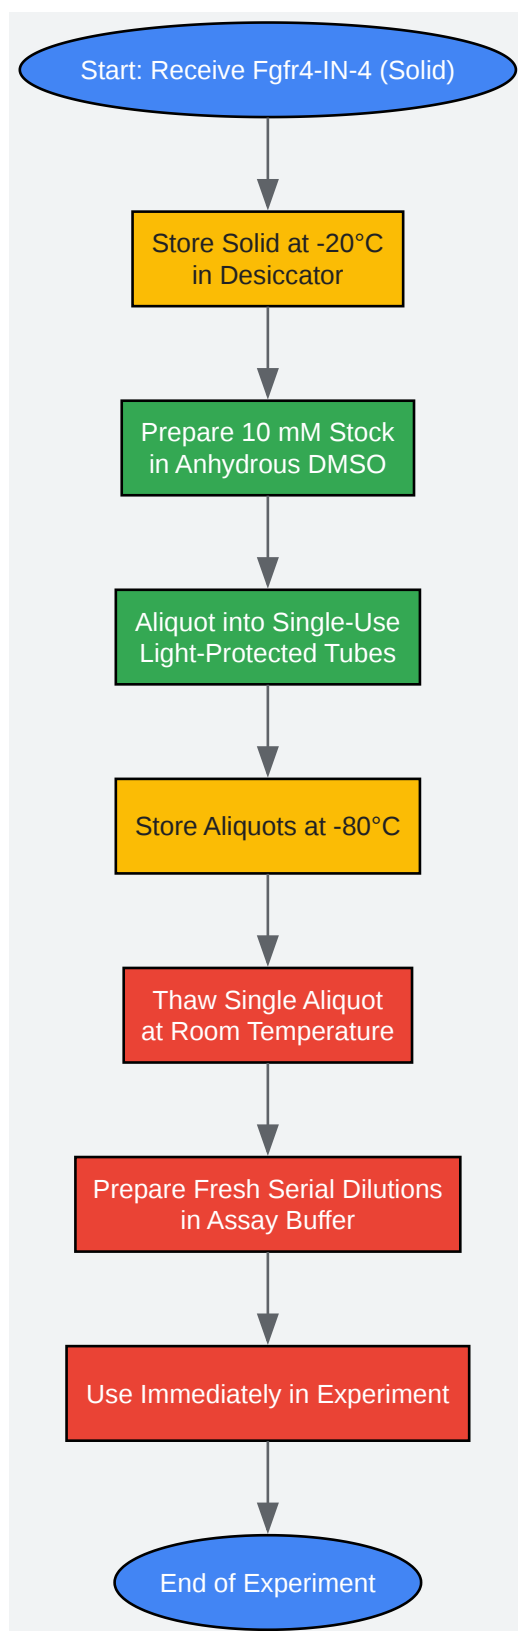 Start: Receive Fgfr4-IN-4 (Solid)
Store Solid at -20°C
in Desiccator
Prepare 10 mM Stock
in Anhydrous DMSO
Aliquot into Single-Use
Light-Protected Tubes
Store Aliquots at -80°C
Thaw Single Aliquot
at Room Temperature
Prepare Fresh Serial Dilutions
in Assay Buffer
Use Immediately in Experiment
End of Experiment